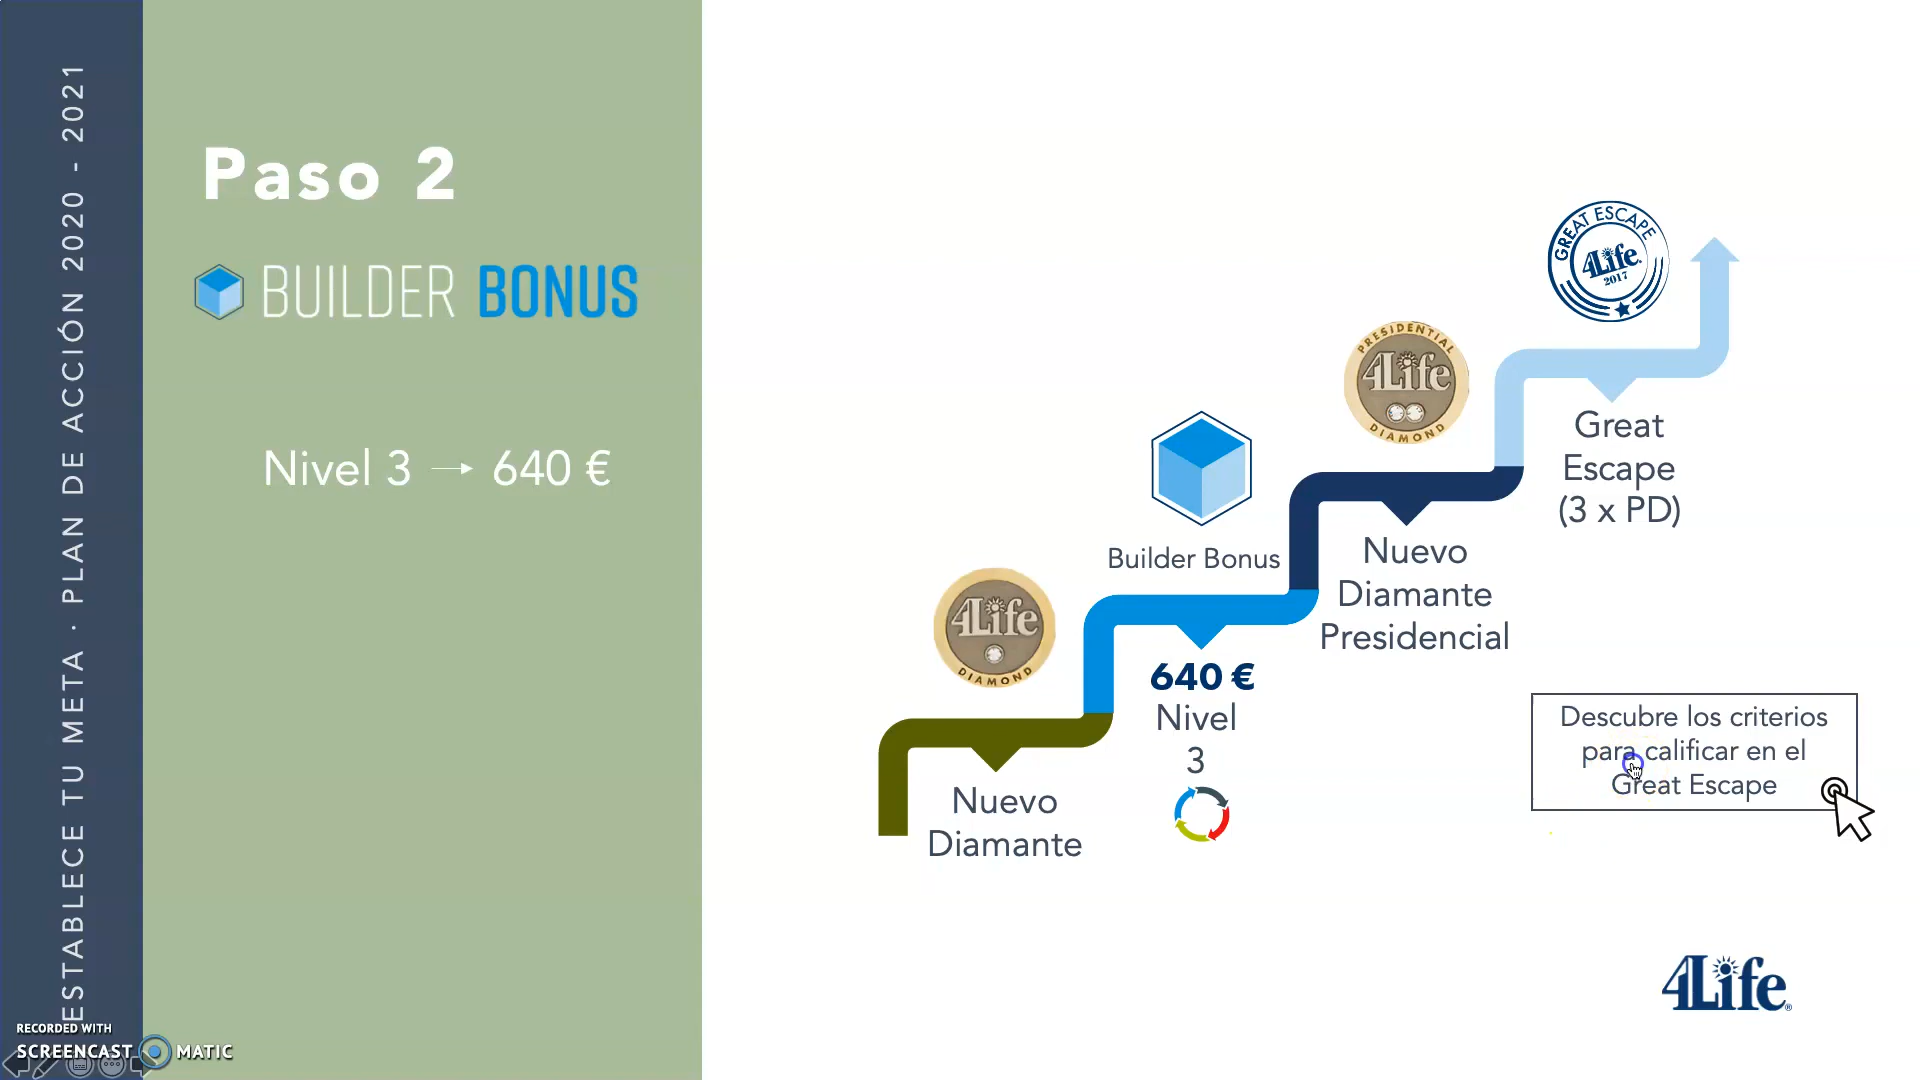 ESTABLECE TU META · PLAN DE ACCIÓN 2020 - 2021
Paso 2
BUILDER BONUS
Nivel 3 → 640 €
GREAT ESCAPE
4Life
2017
PRESIDENTIAL
4Life
DIAMOND
Great
Escape
(3 x PD)
Builder Bonus
Nuevo
Diamante
Presidencial
4Life
DIAMOND
640 €
Nivel
3
Nuevo
Diamante
Descubre los criterios
para calificar en el
Great Escape
4Life®
RECORDED WITH
SCREENCAST MATIC